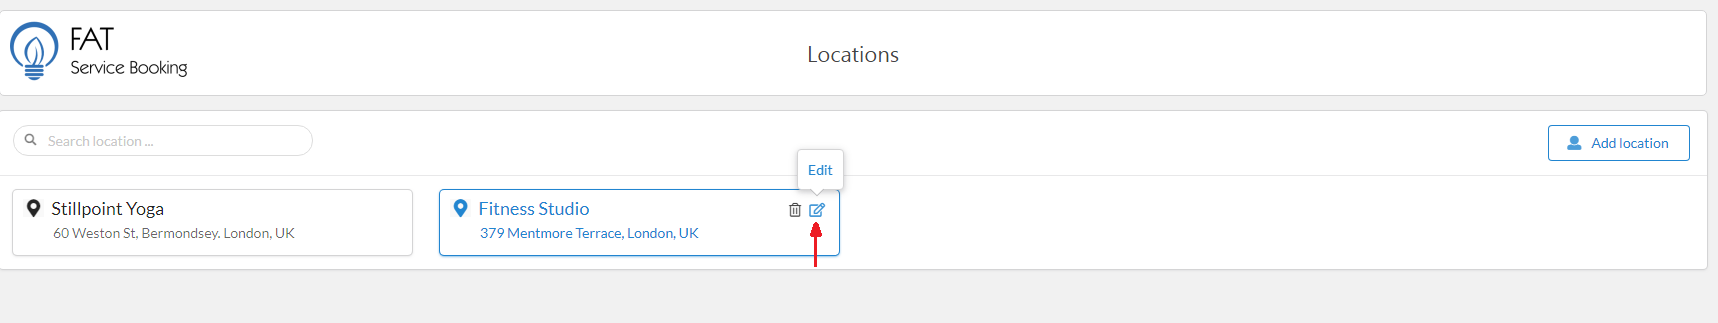 FAT
Service Booking
Locations
Search location ...
Add location
Edit
Stillpoint Yoga
60 Weston St, Bermondsey. London, UK
Fitness Studio
379 Mentmore Terrace, London, UK